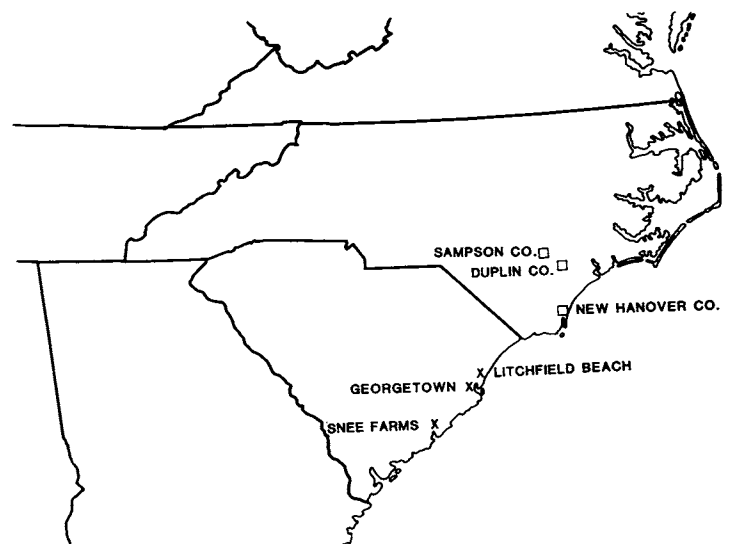 SAMPSON CO.
DUPLIN CO.
NEW HANOVER CO.
X LITCHFIELD BEACH
GEORGETOWN X
SNEE FARMS X